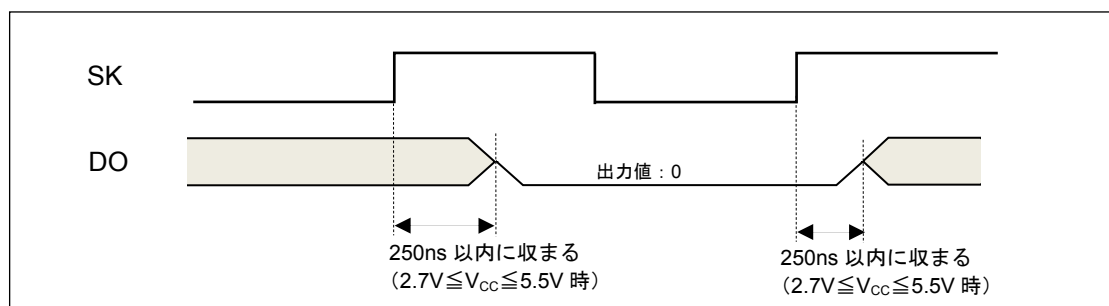 SK
DO
出力値：0
250ns 以内に収まる
（2.7V≦VCC≦5.5V 時）
250ns 以内に収まる
（2.7V≦VCC≦5.5V 時）